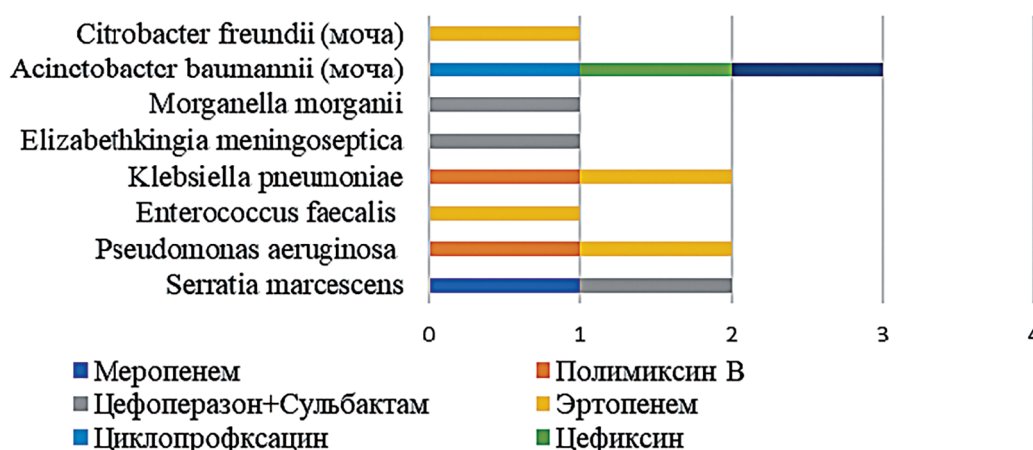 Citrobacter freundii (моча)
Acinctobacter baumannii (моча)
Morganella morganii
Elizabethkingia meningoseptica
Klebsiella pneumoniae
Enterococcus faecalis
Pseudomonas aeruginosa
Serratia marcescens
0 1 2 3 4
Меропенем Полимиксин В
Цефоперазон+Сульбактам Эртопенем
Циклопрофксацин Цефиксин